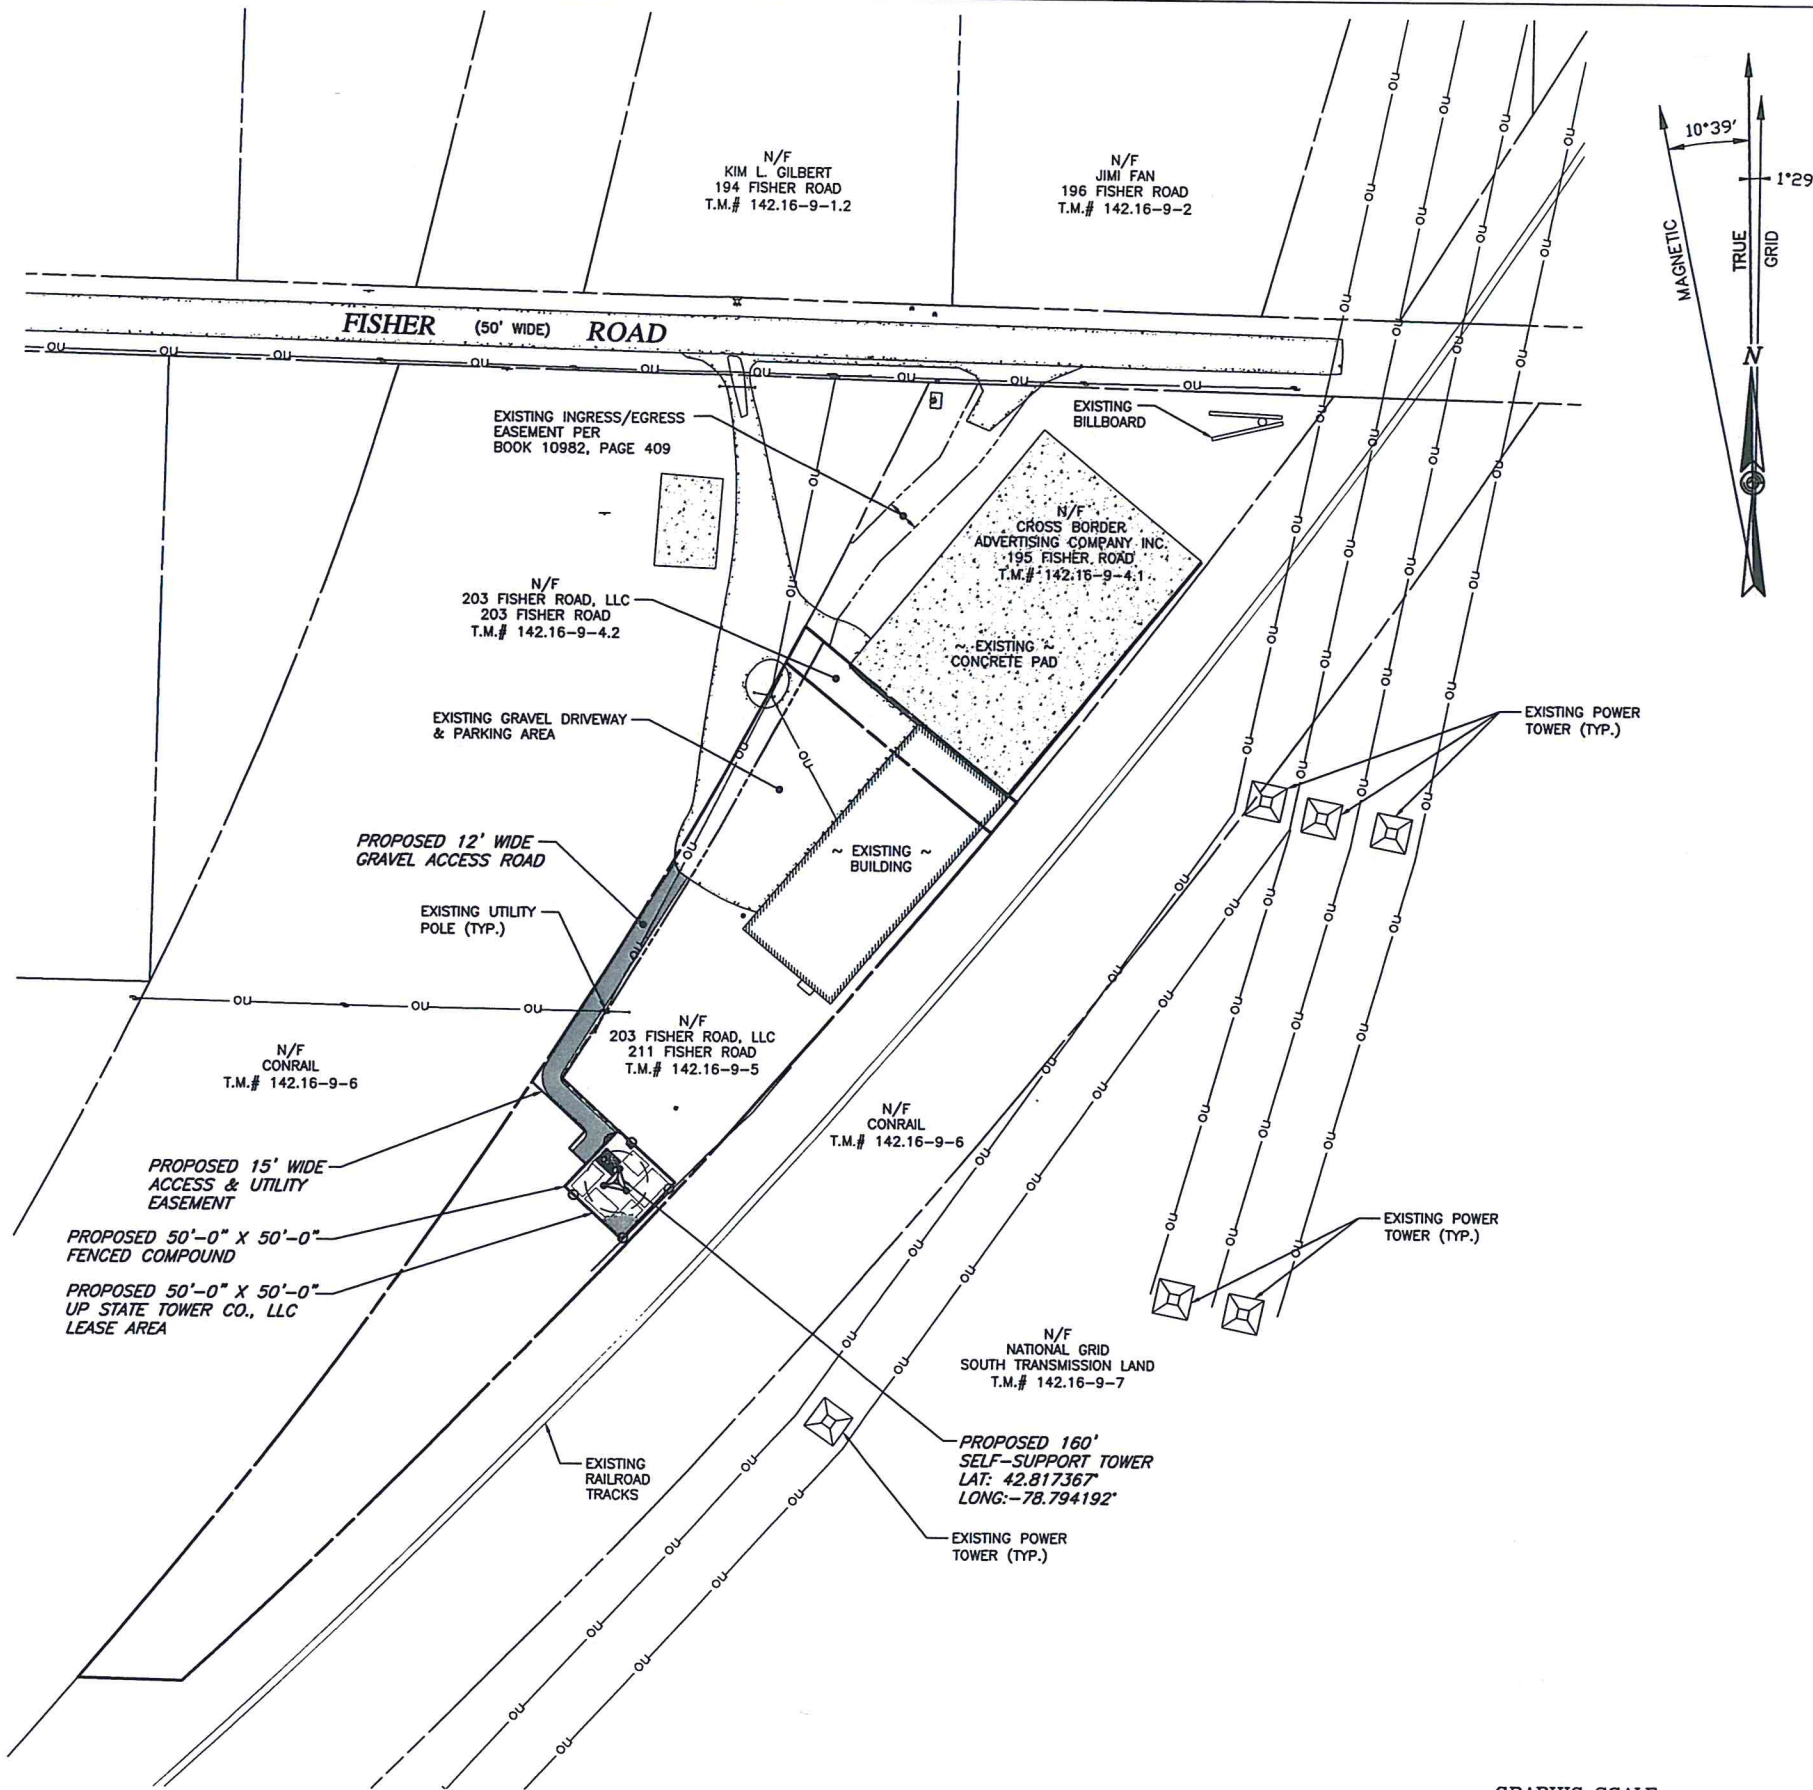 N/F
KIM L. GILBERT
194 FISHER ROAD
T.M.# 142.16-9-1.2
N/F
JIMI FAN
196 FISHER ROAD
T.M.# 142.16-9-2
10°39'
1°29
MAGNETIC
TRUE
GRID
N
FISHER (50' WIDE) ROAD
EXISTING INGRESS/EGRESS
EASEMENT PER
BOOK 10982, PAGE 409
EXISTING
BILLBOARD
N/F
CROSS BORDER
ADVERTISING COMPANY INC.
195 FISHER ROAD
T.M.# 142.16-9-4.1
N/F
203 FISHER ROAD, LLC
203 FISHER ROAD
T.M.# 142.16-9-4.2
~ EXISTING ~
CONCRETE PAD
EXISTING GRAVEL DRIVEWAY
& PARKING AREA
EXISTING POWER
TOWER (TYP.)
PROPOSED 12' WIDE
GRAVEL ACCESS ROAD
~ EXISTING ~
BUILDING
EXISTING UTILITY
POLE (TYP.)
N/F
203 FISHER ROAD, LLC
211 FISHER ROAD
T.M.# 142.16-9-5
N/F
CONRAIL
T.M.# 142.16-9-6
N/F
CONRAIL
T.M.# 142.16-9-6
PROPOSED 15' WIDE
ACCESS & UTILITY
EASEMENT
PROPOSED 50'-0" X 50'-0"
FENCED COMPOUND
PROPOSED 50'-0" X 50'-0"
UP STATE TOWER CO., LLC
LEASE AREA
EXISTING POWER
TOWER (TYP.)
N/F
NATIONAL GRID
SOUTH TRANSMISSION LAND
T.M.# 142.16-9-7
PROPOSED 160'
SELF-SUPPORT TOWER
LAT: 42.817367°
LONG:-78.794192°
EXISTING
RAILROAD
TRACKS
EXISTING POWER
TOWER (TYP.)
GRAPHIC SCALE